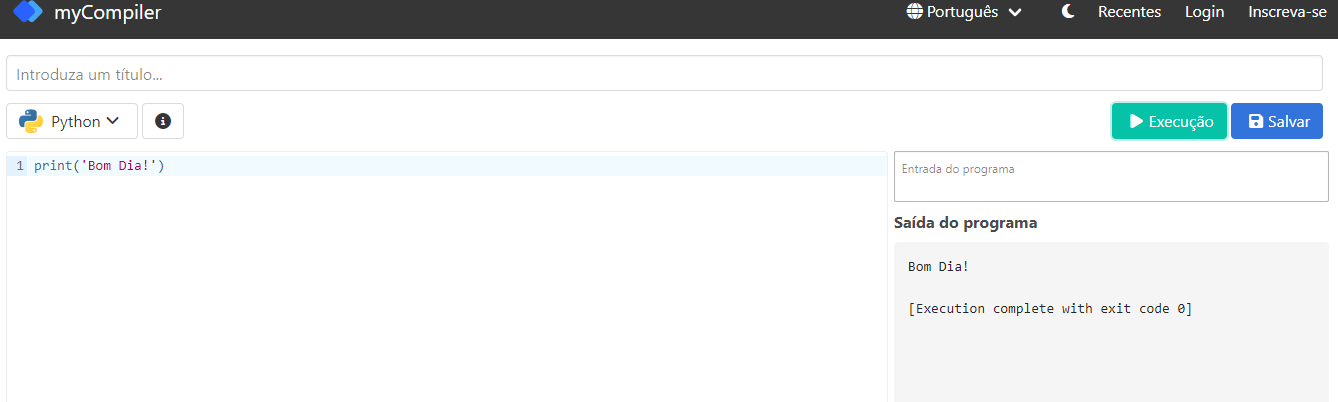 myCompiler
Português
Recentes
Login
Inscreva-se
Introduza um título...
Python
Execução
Salvar
1 print('Bom Dia!')
Entrada do programa
Saída do programa
Bom Dia!
[Execution complete with exit code 0]